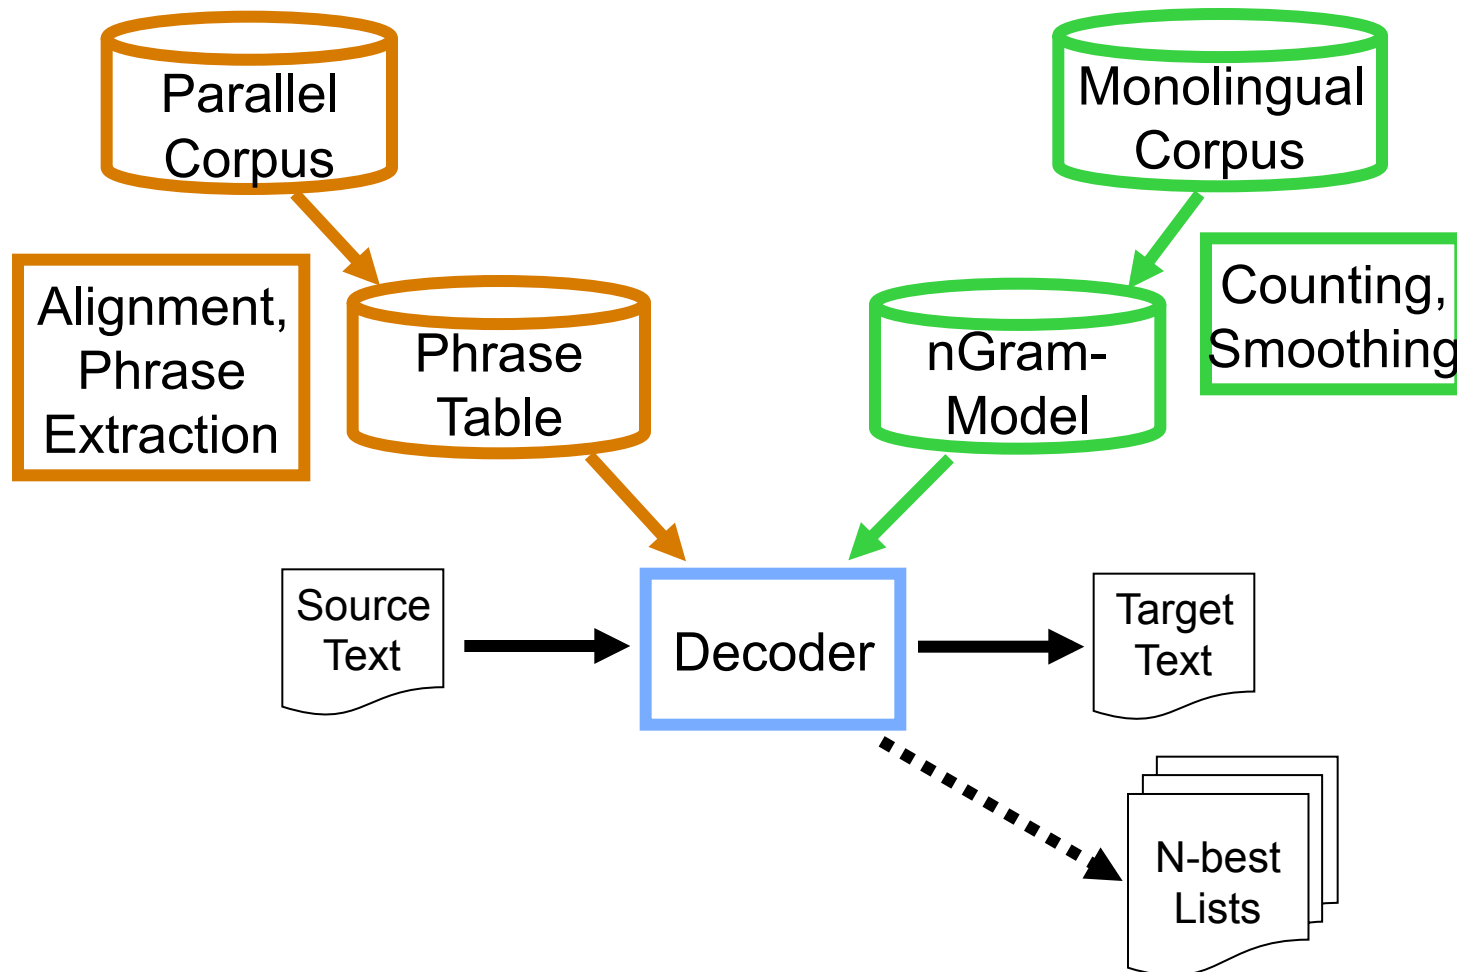 Parallel
Corpus
Monolingual
Corpus
Alignment,
Phrase
Extraction
Phrase
Table
nGram-
Model
Counting,
Smoothing
Source
Text
Decoder
Target
Text
N-best
Lists